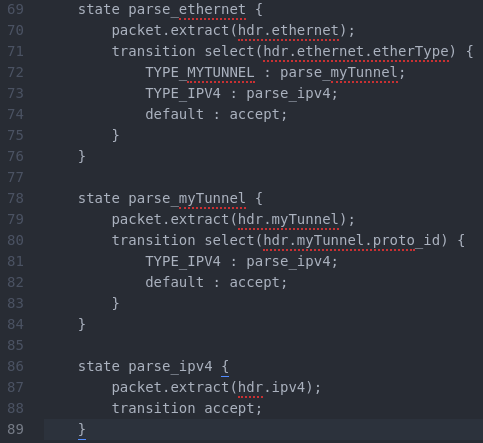 69 state parse_ethernet {
70 packet.extract(hdr.ethernet);
71 transition select(hdr.ethernet.etherType) {
72 TYPE_MYTUNNEL : parse_myTunnel;
73 TYPE_IPV4 : parse_ipv4;
74 default : accept;
75 }
76 }
77
78 state parse_myTunnel {
79 packet.extract(hdr.myTunnel);
80 transition select(hdr.myTunnel.proto_id) {
81 TYPE_IPV4 : parse_ipv4;
82 default : accept;
83 }
84 }
85
86 state parse_ipv4 {
87 packet.extract(hdr.ipv4);
88 transition accept;
89 }